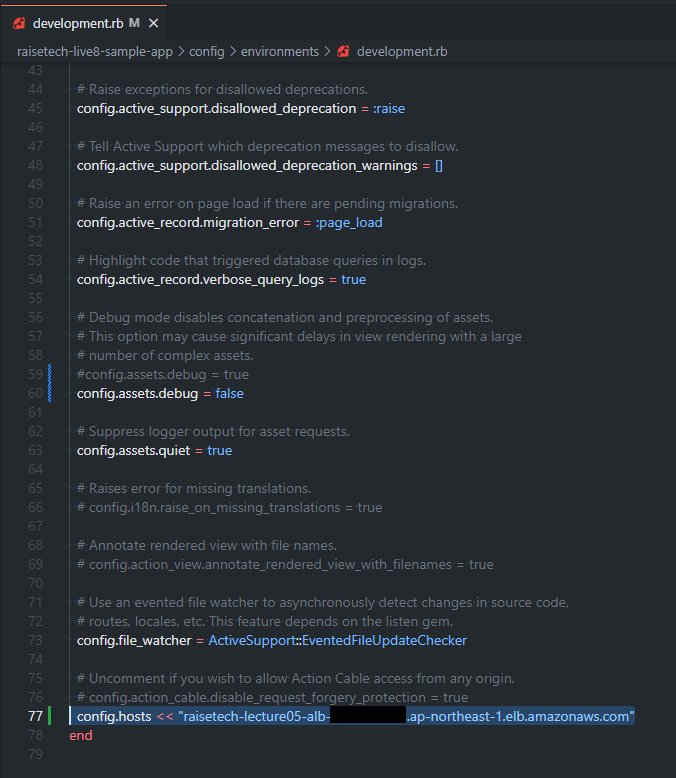 development.rb M ×
raisetech-live8-sample-app > config > environments > development.rb
43
44 # Raise exceptions for disallowed deprecations.
45 config.active_support.disallowed_deprecation = :raise
46
47 # Tell Active Support which deprecation messages to disallow.
48 config.active_support.disallowed_deprecation_warnings = []
49
50 # Raise an error on page load if there are pending migrations.
51 config.active_record.migration_error = :page_load
52
53 # Highlight code that triggered database queries in logs.
54 config.active_record.verbose_query_logs = true
55
56 # Debug mode disables concatenation and preprocessing of assets.
57 # This option may cause significant delays in view rendering with a large
58 # number of complex assets.
59 #config.assets.debug = true
60 config.assets.debug = false
61
62 # Suppress logger output for asset requests.
63 config.assets.quiet = true
64
65 # Raises error for missing translations.
66 # config.i18n.raise_on_missing_translations = true
67
68 # Annotate rendered view with file names.
69 # config.action_view.annotate_rendered_view_with_filenames = true
70
71 # Use an evented file watcher to asynchronously detect changes in source code,
72 # routes, locales, etc. This feature depends on the listen gem.
73 config.file_watcher = ActiveSupport::EventedFileUpdateChecker
74
75 # Uncomment if you wish to allow Action Cable access from any origin.
76 # config.action_cable.disable_request_forgery_protection = true
77 config.hosts << "raisetech-lecture05-alb- .ap-northeast-1.elb.amazonaws.com"
78 end
79